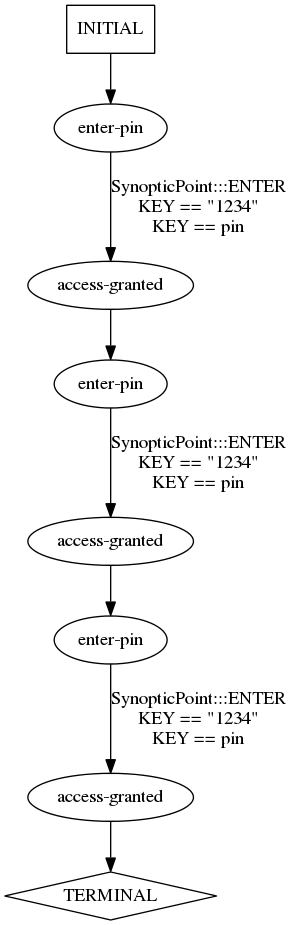 INITIAL
enter-pin
SynopticPoint:::ENTER
KEY == "1234"
KEY == pin
access-granted
enter-pin
SynopticPoint:::ENTER
KEY == "1234"
KEY == pin
access-granted
enter-pin
SynopticPoint:::ENTER
KEY == "1234"
KEY == pin
access-granted
TERMINAL